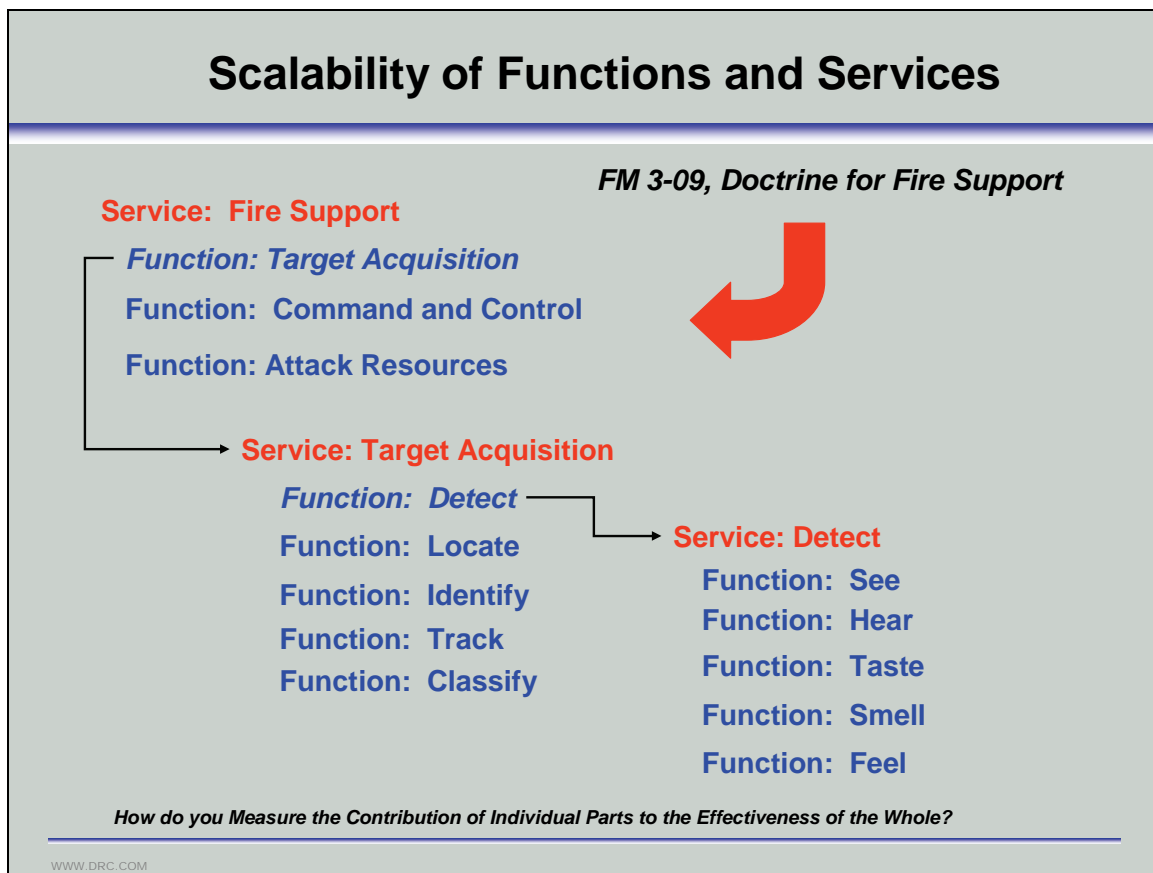 Scalability of Functions and Services
FM 3-09, Doctrine for Fire Support
Service: Fire Support
Function: Target Acquisition
Function: Command and Control
Function: Attack Resources
Service: Target Acquisition
Function: Detect
Function: Locate
Function: Identify
Function: Track
Function: Classify
Service: Detect
Function: See
Function: Hear
Function: Taste
Function: Smell
Function: Feel
How do you Measure the Contribution of Individual Parts to the Effectiveness of the Whole?
WWW.DRC.COM